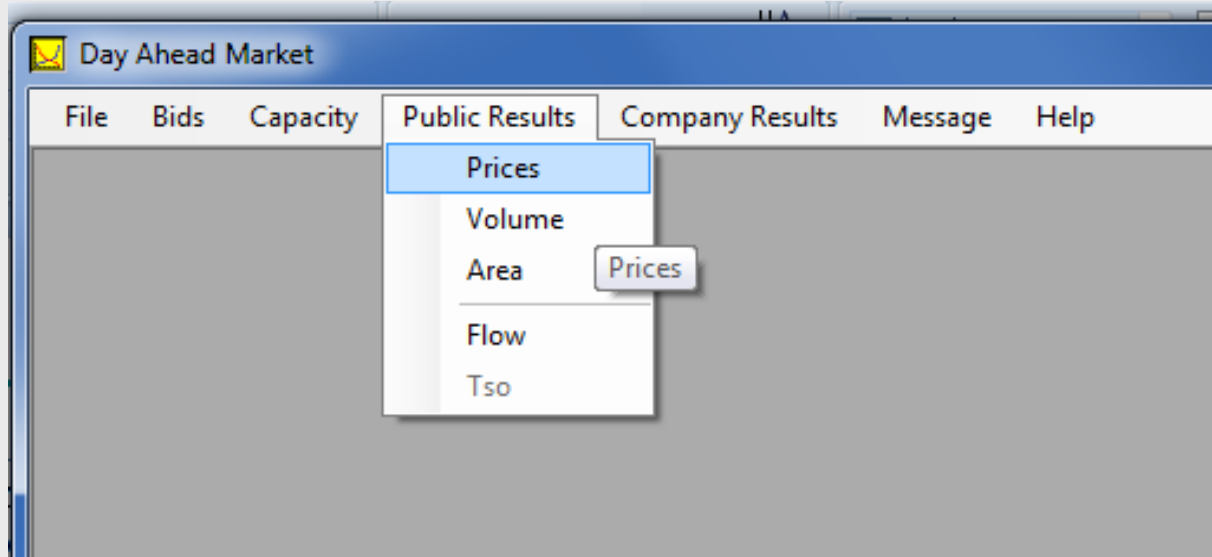 Day Ahead Market
File Bids Capacity Public Results Company Results Message Help
Prices
Volume
Area
Prices
Flow
Tso